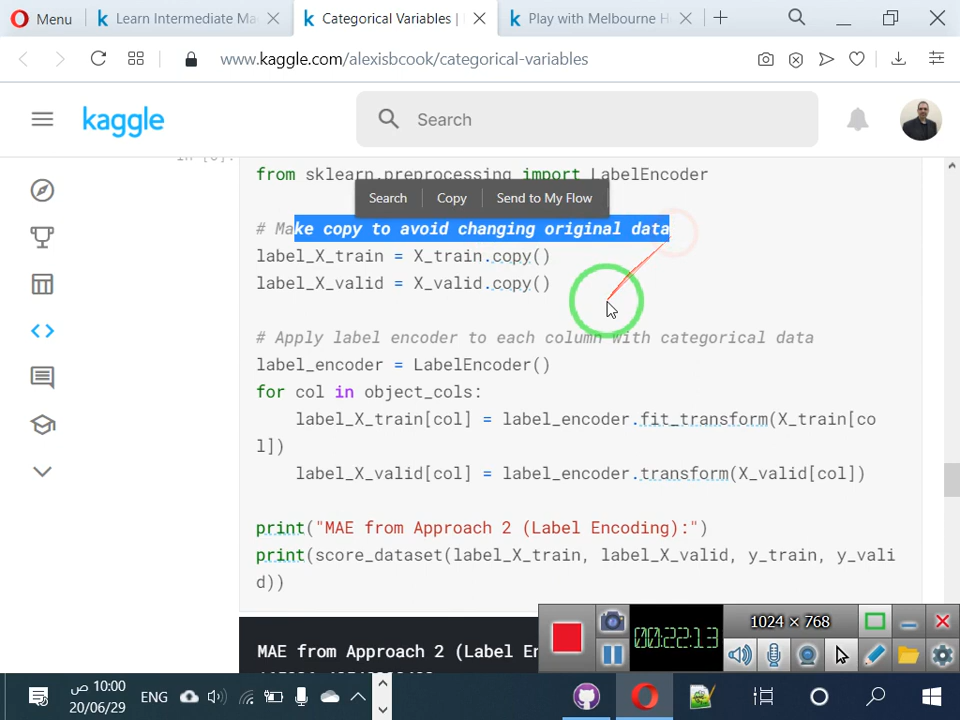 Menu
Learn Intermediate Ma
Categorical Variables |
Play with Melbourne H
www.kaggle.com/alexisbcook/categorical-variables
kaggle
Search
from sklearn.preprocessing import LabelEncoder
Search
Copy
Send to My Flow
# Make copy to avoid changing original data
label_X_train = X_train.copy()
label_X_valid = X_valid.copy()
# Apply label encoder to each column with categorical data
label_encoder = LabelEncoder()
for col in object_cols:
label_X_train[col] = label_encoder.fit_transform(X_train[co
l])
label_X_valid[col] = label_encoder.transform(X_valid[col])
print("MAE from Approach 2 (Label Encoding):")
print(score_dataset(label_X_train, label_X_valid, y_train, y_vali
d))
MAE from Approach 2 (Label En
00:22:13
1024 × 768
10:00 ص
ENG
20/06/29